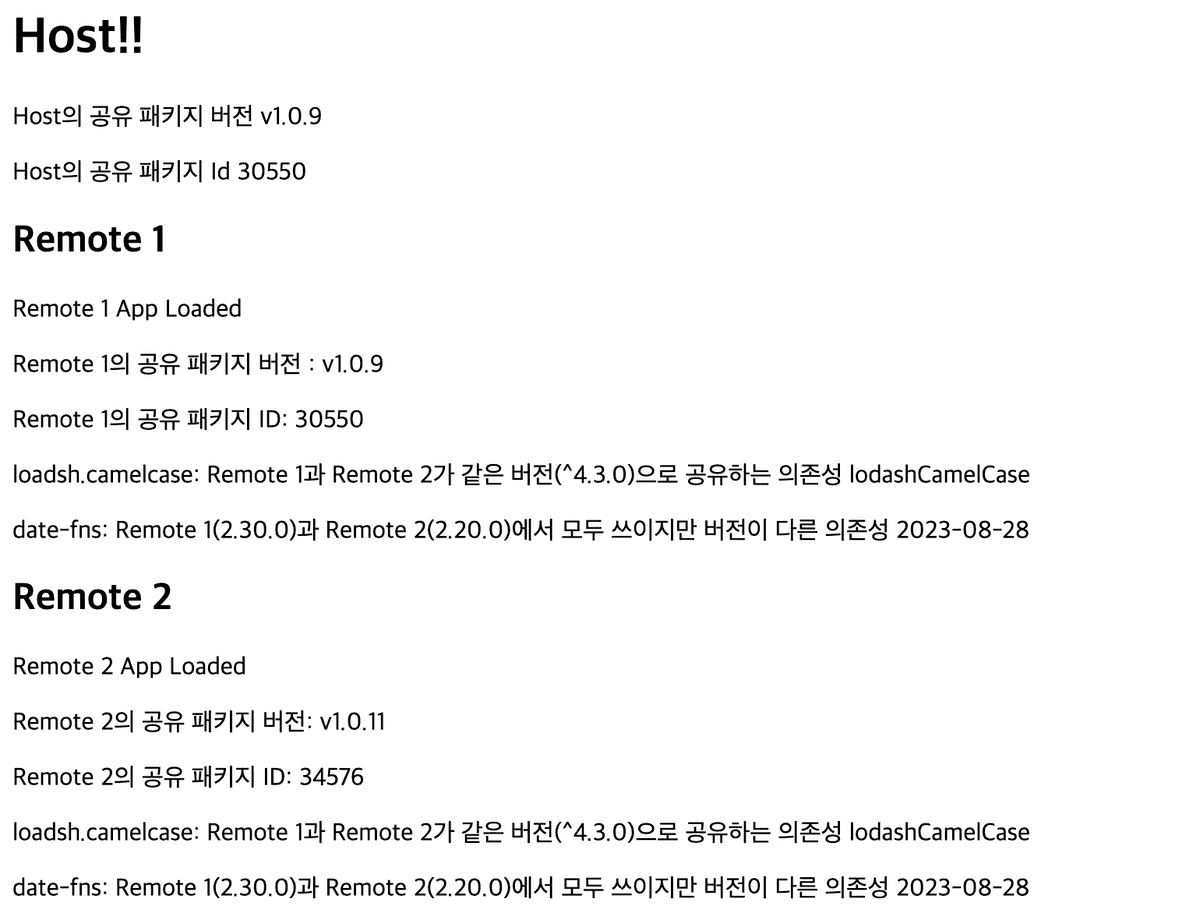 Host!!
Host의 공유 패키지 버전 v1.0.9
Host의 공유 패키지 Id 30550
Remote 1
Remote 1 App Loaded
Remote 1의 공유 패키지 버전 : v1.0.9
Remote 1의 공유 패키지 ID: 30550
loadsh.camelcase: Remote 1과 Remote 2가 같은 버전(^4.3.0)으로 공유하는 의존성 lodashCamelCase
date-fns: Remote 1(2.30.0)과 Remote 2(2.20.0)에서 모두 쓰이지만 버전이 다른 의존성 2023-08-28
Remote 2
Remote 2 App Loaded
Remote 2의 공유 패키지 버전: v1.0.11
Remote 2의 공유 패키지 ID: 34576
loadsh.camelcase: Remote 1과 Remote 2가 같은 버전(^4.3.0)으로 공유하는 의존성 lodashCamelCase
date-fns: Remote 1(2.30.0)과 Remote 2(2.20.0)에서 모두 쓰이지만 버전이 다른 의존성 2023-08-28